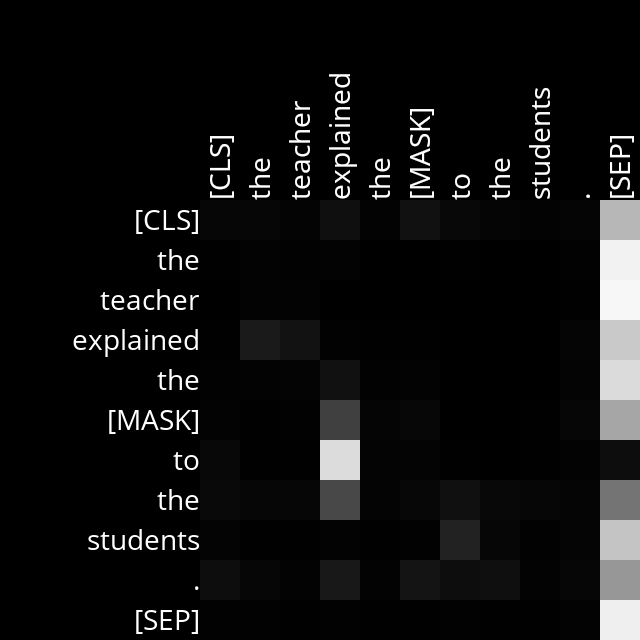 [CLS] the teacher explained the [MASK] to the students . [SEP]
[CLS]
the
teacher
explained
the
[MASK]
to
the
students
.
[SEP]